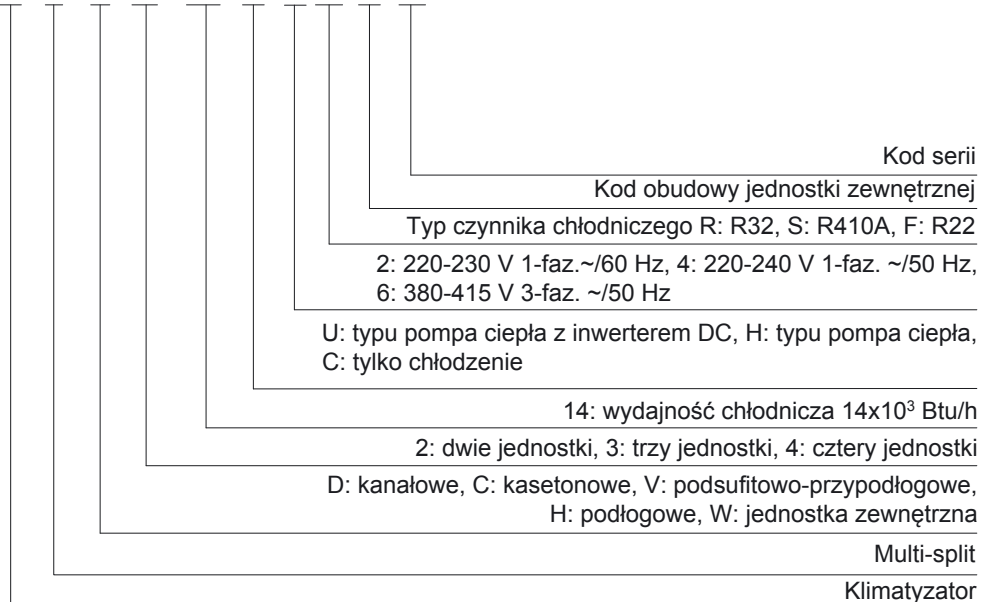 Kod serii
Kod obudowy jednostki zewnętrznej
Typ czynnika chłodniczego R: R32, S: R410A, F: R22
2: 220-230 V 1-faz.~/60 Hz, 4: 220-240 V 1-faz. ~/50 Hz,
6: 380-415 V 3-faz. ~/50 Hz
U: typu pompa ciepła z inwerterem DC, H: typu pompa ciepła,
C: tylko chłodzenie
14: wydajność chłodnicza 14x10³ Btu/h
2: dwie jednostki, 3: trzy jednostki, 4: cztery jednostki
D: kanałowe, C: kasetonowe, V: podsufitowo-przypodłogowe,
H: podłogowe, W: jednostka zewnętrzna
Multi-split
Klimatyzator